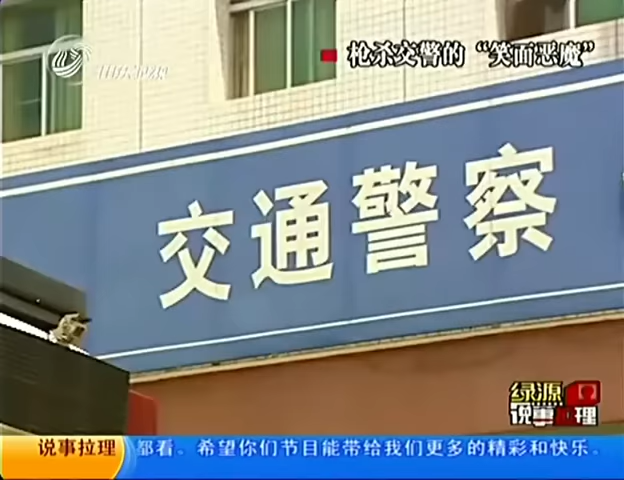 枪杀交警的“笑面恶魔”
交通警察
绿源
说事拉理
说事拉理
都看。希望你们节目能带给我们更多的精彩和快乐。